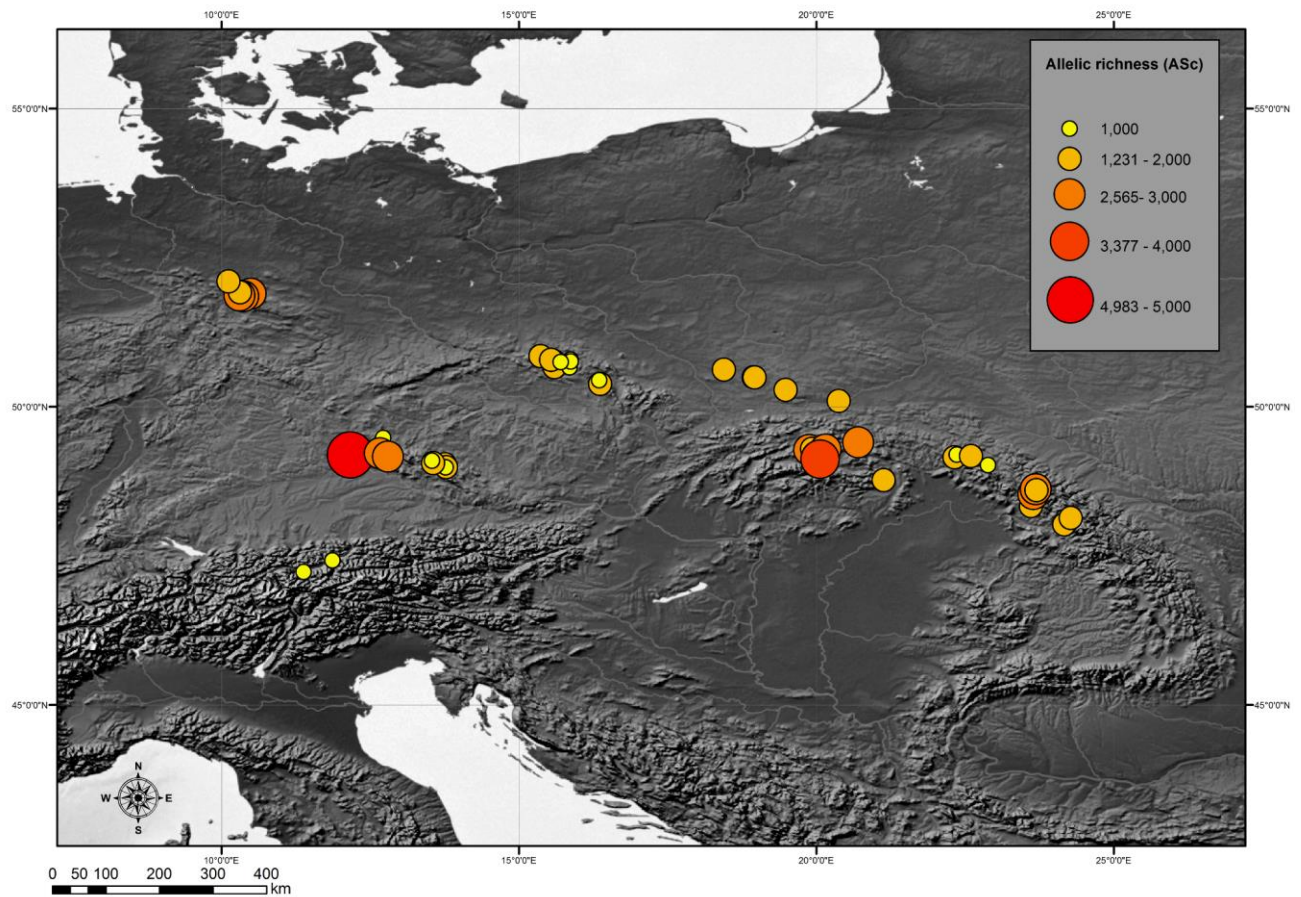 10°0'0"E 15°0'0"E 20°0'0"E 25°0'0"E
Allelic richness (ASc)
1,000
1,231 - 2,000
2,565- 3,000
3,377 - 4,000
4,983 - 5,000
55°0'0"N 55°0'0"N
50°0'0"N 50°0'0"N
45°0'0"N 45°0'0"N
N
W E
S
10°0'0"E 15°0'0"E 20°0'0"E 25°0'0"E
0 50 100 200 300 400
km